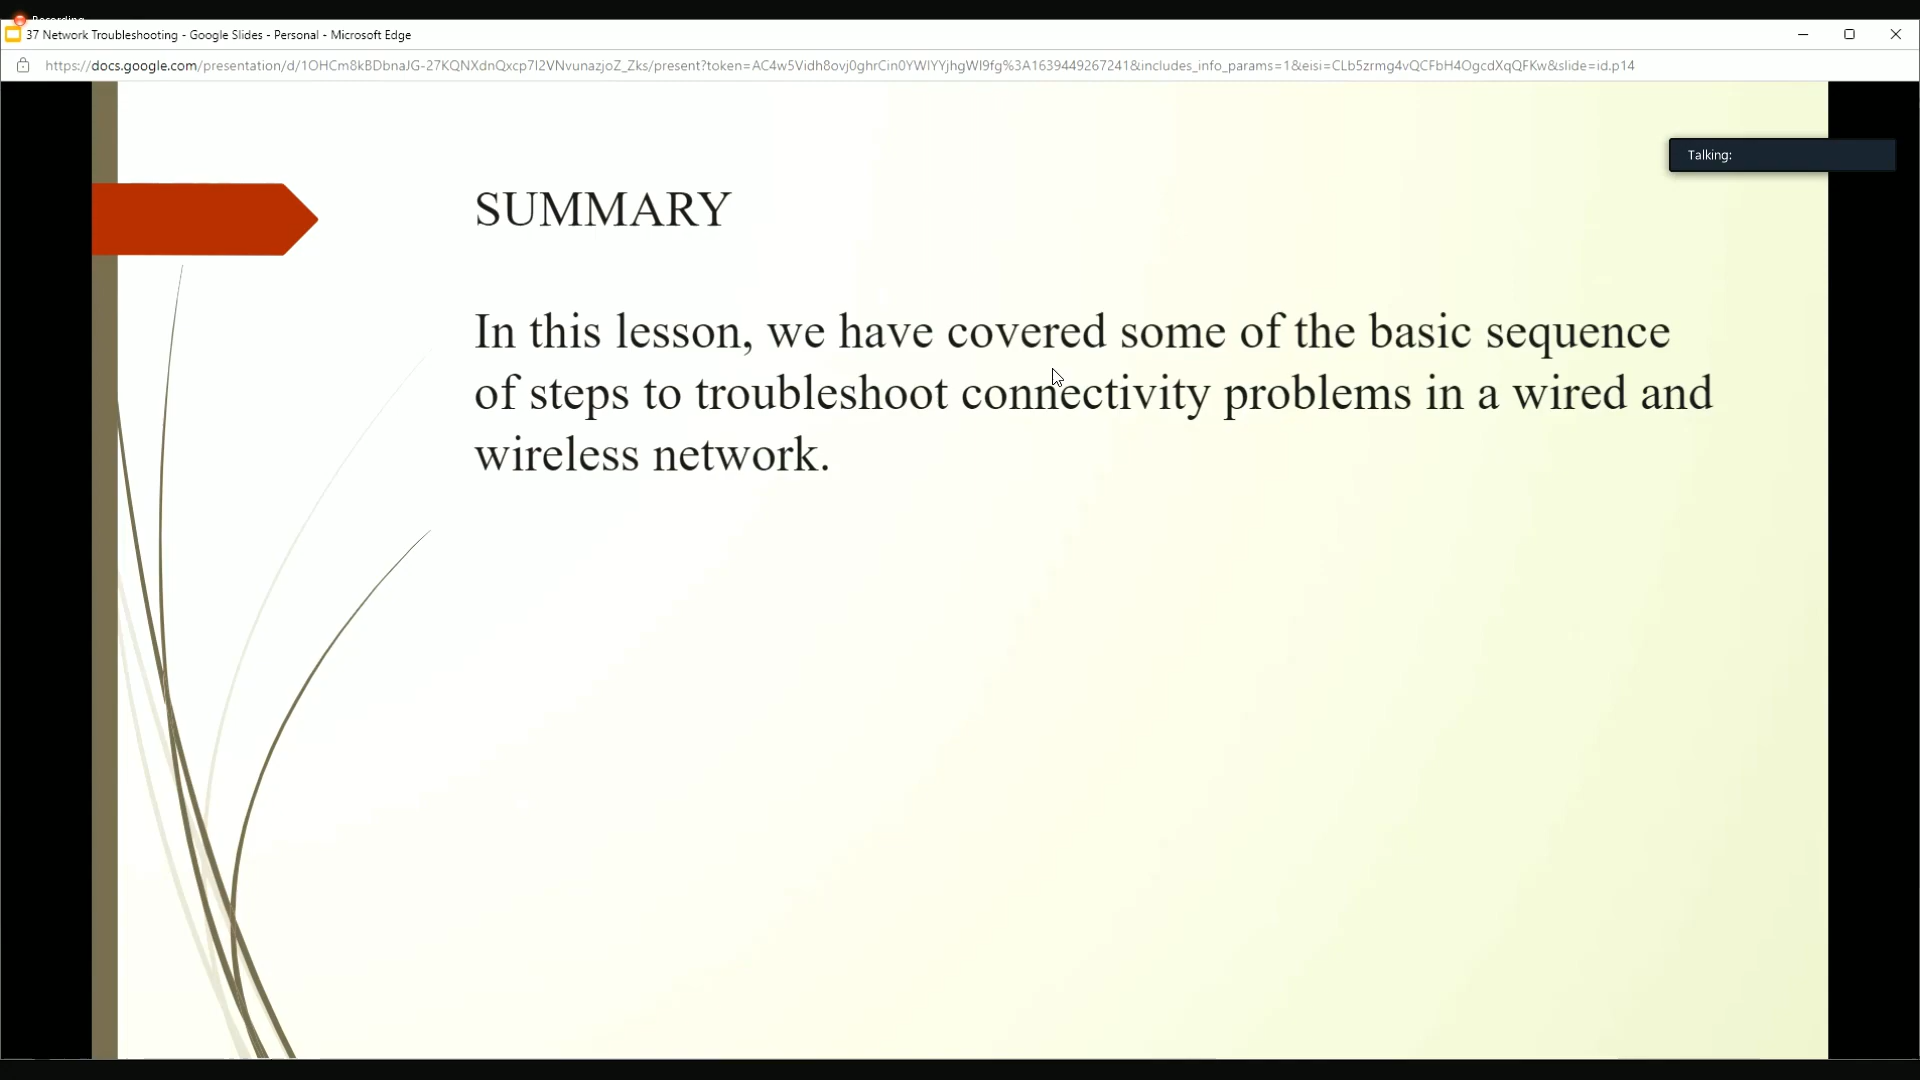 Recording
37 Network Troubleshooting - Google Slides - Personal - Microsoft Edge
https://docs.google.com/presentation/d/1OHCm8kBDbnaJG-27KQNXdnQxcp7l2VNvunazjoZ_Zks/present?token=AC4w5Vidh8ovj0ghrCin0YWlYYjhgWl9fg%3A1639449267241&includes_info_params=1&eisi=CLb5zrmg4vQCFbH4OgcdXqQFKw&slide=id.p14
Talking:
SUMMARY
In this lesson, we have covered some of the basic sequence
of steps to troubleshoot connectivity problems in a wired and
wireless network.